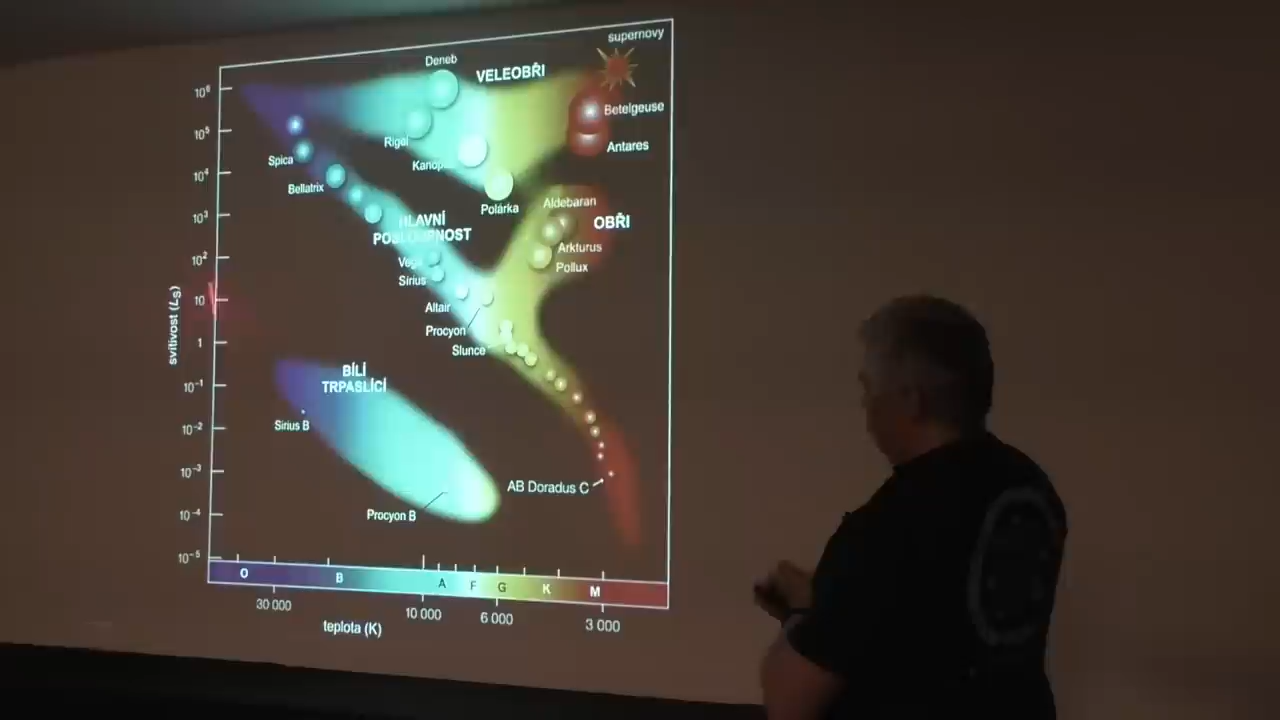 supernovy
Deneb
VELEOBŘI
10⁶
Betelgeuse
10⁵
Rigel
Antares
Spica
Kanop
10⁴
Bellatrix
Polárka
Aldebaran
10³
HLAVNÍ
POSLOUPNOST
OBŘI
Arkturus
10²
Vega
Pollux
Sirius
10
Altair
svítivost (Lₛ)
Procyon
1
Slunce
BÍLÍ
TRPASLÍCÍ
10⁻¹
Sirius B
10⁻²
10⁻³
AB Doradus C
10⁻⁴
Procyon B
10⁻⁵
O B A F G K M
30 000 10 000 6 000 3 000
teplota (K)